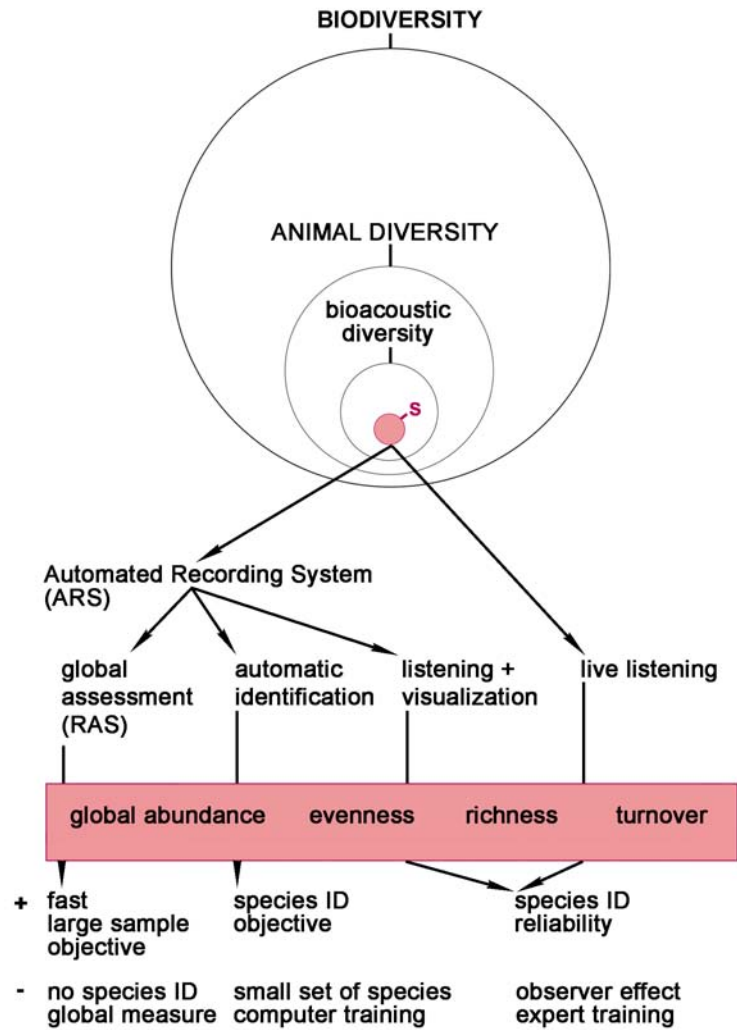 BIODIVERSITY
ANIMAL DIVERSITY
bioacoustic
diversity
S
Automated Recording System
(ARS)
global
assessment
(RAS)
automatic
identification
listening +
visualization
live listening
global abundance evenness richness turnover
+ fast
large sample
objective
species ID
objective
species ID
reliability
- no species ID
global measure
small set of species
computer training
observer effect
expert training